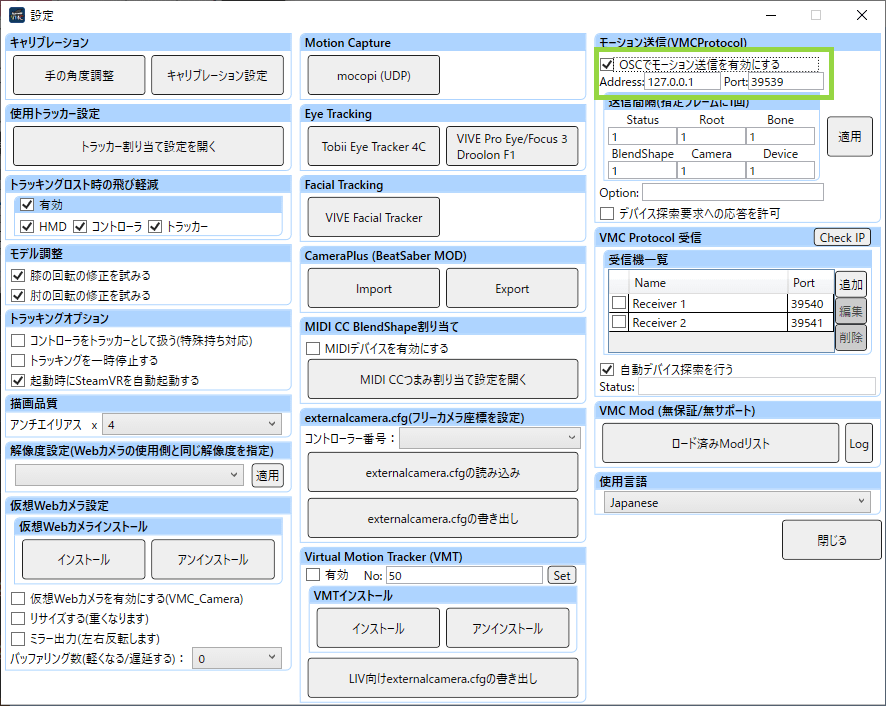 設定
キャリブレーション
手の角度調整
キャリブレーション設定
使用トラッカー設定
トラッカー割り当て設定を開く
トラッキングロスト時の飛び軽減
有効
HMD コントローラ トラッカー
モデル調整
膝の回転の修正を試みる
肘の回転の修正を試みる
トラッキングオプション
コントローラをトラッカーとして扱う(特殊持ち対応)
トラッキングを一時停止する
起動時にSteamVRを自動起動する
描画品質
アンチエイリアス x 4
解像度設定(Webカメラの使用側と同じ解像度を指定)
適用
仮想Webカメラ設定
仮想Webカメラインストール
インストール
アンインストール
仮想Webカメラを有効にする(VMC_Camera)
リサイズする(重くなります)
ミラー出力(左右反転します)
バッファリング数(軽くなる/遅延する)： 0
Motion Capture
mocopi (UDP)
Eye Tracking
Tobii Eye Tracker 4C
VIVE Pro Eye/Focus 3
Droolon F1
Facial Tracking
VIVE Facial Tracker
CameraPlus (BeatSaber MOD)
Import
Export
MIDI CC BlendShape割り当て
MIDIデバイスを有効にする
MIDI CCつまみ割り当て設定を開く
externalcamera.cfg(フリーカメラ座標を設定)
コントローラー番号：
externalcamera.cfgの読み込み
externalcamera.cfgの書き出し
Virtual Motion Tracker (VMT)
有効 No: 50 Set
VMTインストール
インストール
アンインストール
LIV向けexternalcamera.cfgの書き出し
モーション送信(VMCProtocol)
OSCでモーション送信を有効にする
Address: 127.0.0.1 Port: 39539
送信間隔(指定フレームに1回)
Status Root Bone
1 1 1
BlendShape Camera Device
1 1 1
適用
Option:
デバイス探索要求への応答を許可
VMC Protocol 受信
Check IP
受信機一覧
Name Port
Receiver 1 39540
Receiver 2 39541
追加
編集
削除
自動デバイス探索を行う
Status:
VMC Mod (無保証/無サポート)
ロード済みModリスト
Log
使用言語
Japanese
閉じる